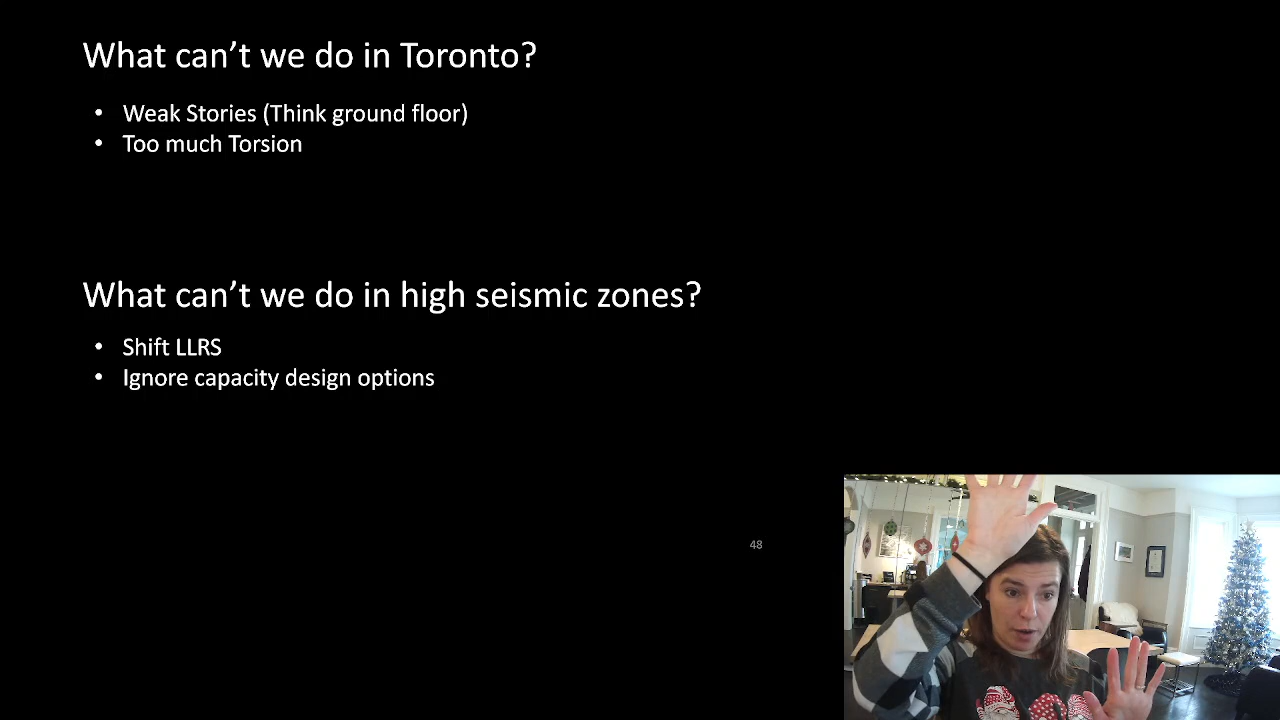 What can’t we do in Toronto?
• Weak Stories (Think ground floor)
• Too much Torsion
What can’t we do in high seismic zones?
• Shift LLRS
• Ignore capacity design options
48